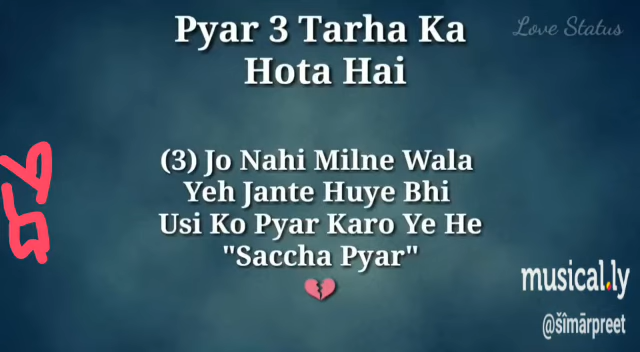 Pyar 3 Tarha Ka
Hota Hai
Love Status
(3) Jo Nahi Milne Wala
Yeh Jante Huye Bhi
Usi Ko Pyar Karo Ye He
"Saccha Pyar"
musical.ly
@šîmārpreet